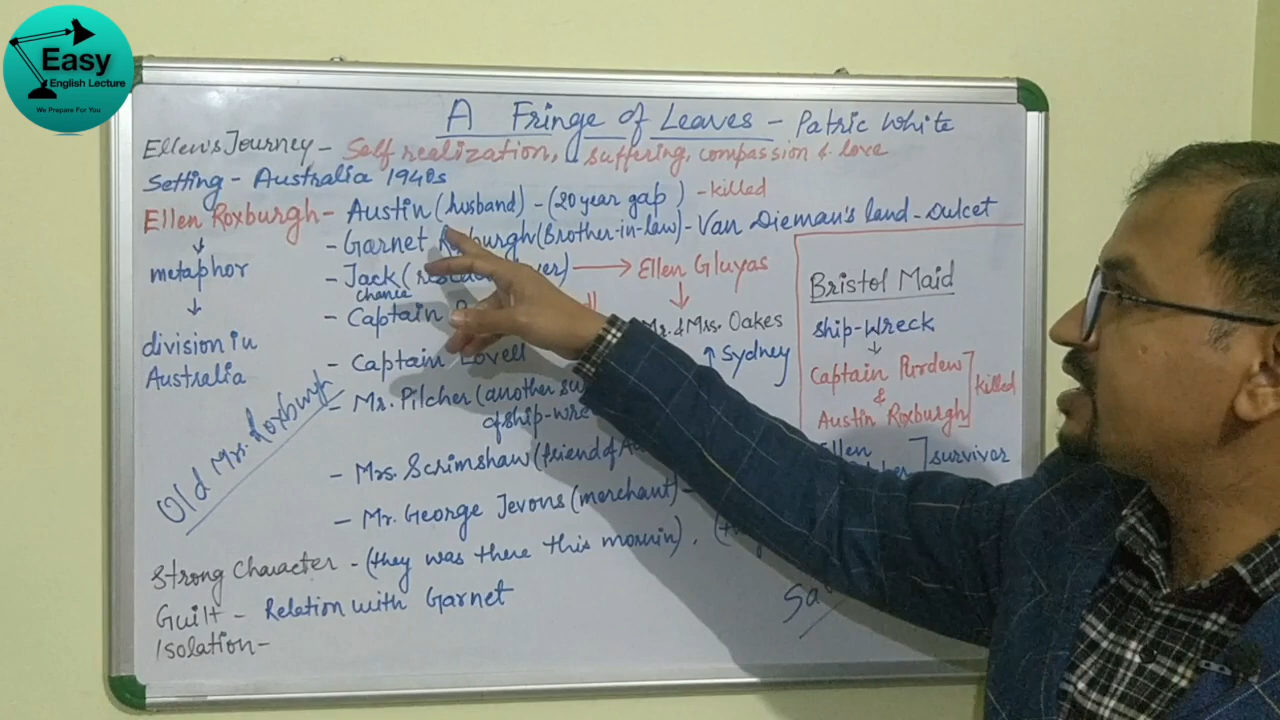 Easy
English Lecture
We Prepare For You
A Fringe of Leaves - Patric White
Ellen's Journey - Self realization, suffering, compassion & love
Setting - Australia 1940s
Ellen Roxburgh - Austin (husband) - (20 year gap) - killed
metaphor
division in
Australia
- Garnet Roxburgh (Brother-in-law) - Van Dieman's land - Dulcet
- Jack ( → Ellen Gluyas
chance
- Captain
Mr. & Mrs. Oakes
- Captain Lovell
Sydney
- Mr. Pilcher (another
of ship-wre
Old Mrs. Roxburgh
- Mrs. Scrimshaw (friend of
- Mr. George Jevons (merchant) -
Bristol Maid
ship-wreck
Captain Purdew
&
Austin Roxburgh
killed
Ellen
survivor
Strong Character - (they was there this mornin). (
Guilt - Relation with Garnet
Isolation -